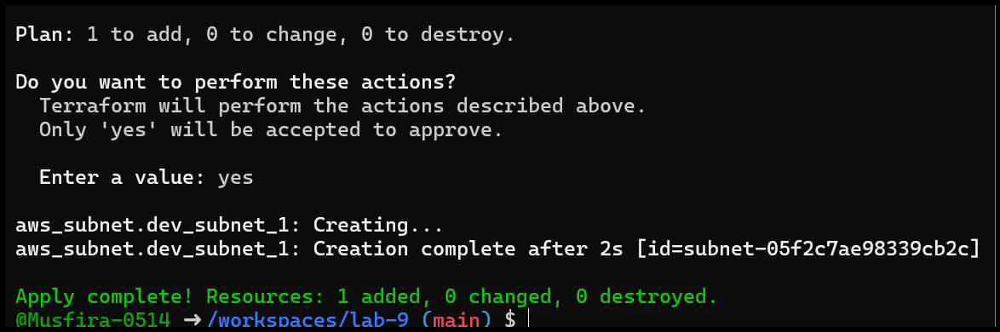 Plan: 1 to add, 0 to change, 0 to destroy.
Do you want to perform these actions?
Terraform will perform the actions described above.
Only 'yes' will be accepted to approve.
Enter a value: yes
aws_subnet.dev_subnet_1: Creating...
aws_subnet.dev_subnet_1: Creation complete after 2s [id=subnet-05f2c7ae98339cb2c]
Apply complete! Resources: 1 added, 0 changed, 0 destroyed.
@Musfira-0514 ➜ /workspaces/lab-9 (main) $